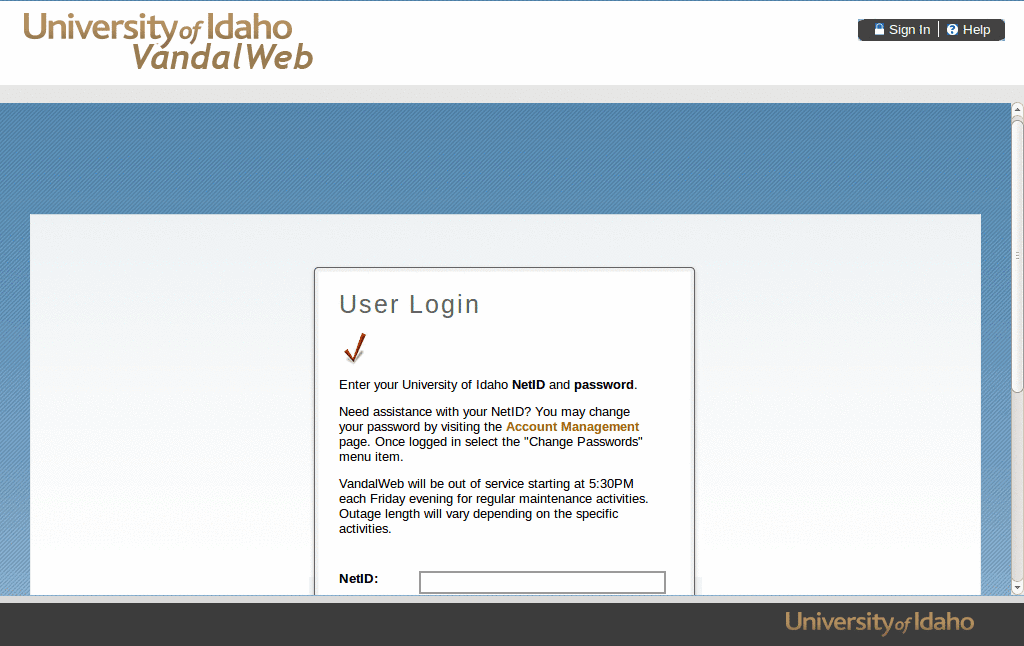 University of Idaho
VandalWeb
Sign In
Help
User Login
Enter your University of Idaho NetID and password.
Need assistance with your NetID? You may change
your password by visiting the Account Management
page. Once logged in select the "Change Passwords"
menu item.
VandalWeb will be out of service starting at 5:30PM
each Friday evening for regular maintenance activities.
Outage length will vary depending on the specific
activities.
NetID:
University of Idaho